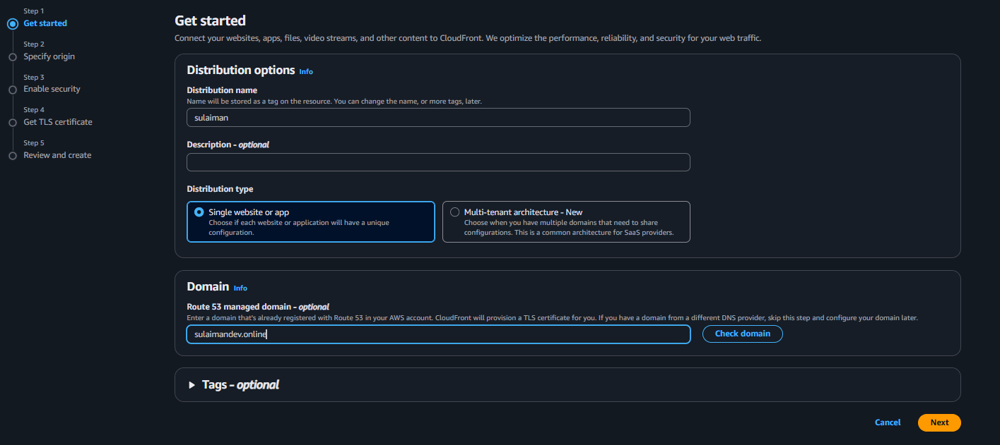 Step 1
Get started
Step 2
Specify origin
Step 3
Enable security
Step 4
Get TLS certificate
Step 5
Review and create
Get started
Connect your websites, apps, files, video streams, and other content to CloudFront. We optimize the performance, reliability, and security for your web traffic.
Distribution options Info
Distribution name
Name will be stored as a tag on the resource. You can change the name, or more tags, later.
sulaiman
Description - optional
Distribution type
Single website or app
Choose if each website or application will have a unique
configuration.
Multi-tenant architecture - New
Choose when you have multiple domains that need to share
configurations. This is a common architecture for SaaS providers.
Domain Info
Route 53 managed domain - optional
Enter a domain that's already registered with Route 53 in your AWS account. CloudFront will provision a TLS certificate for you. If you have a domain from a different DNS provider, skip this step and configure your domain later.
sulaimandev.online
Check domain
Tags - optional
Cancel
Next